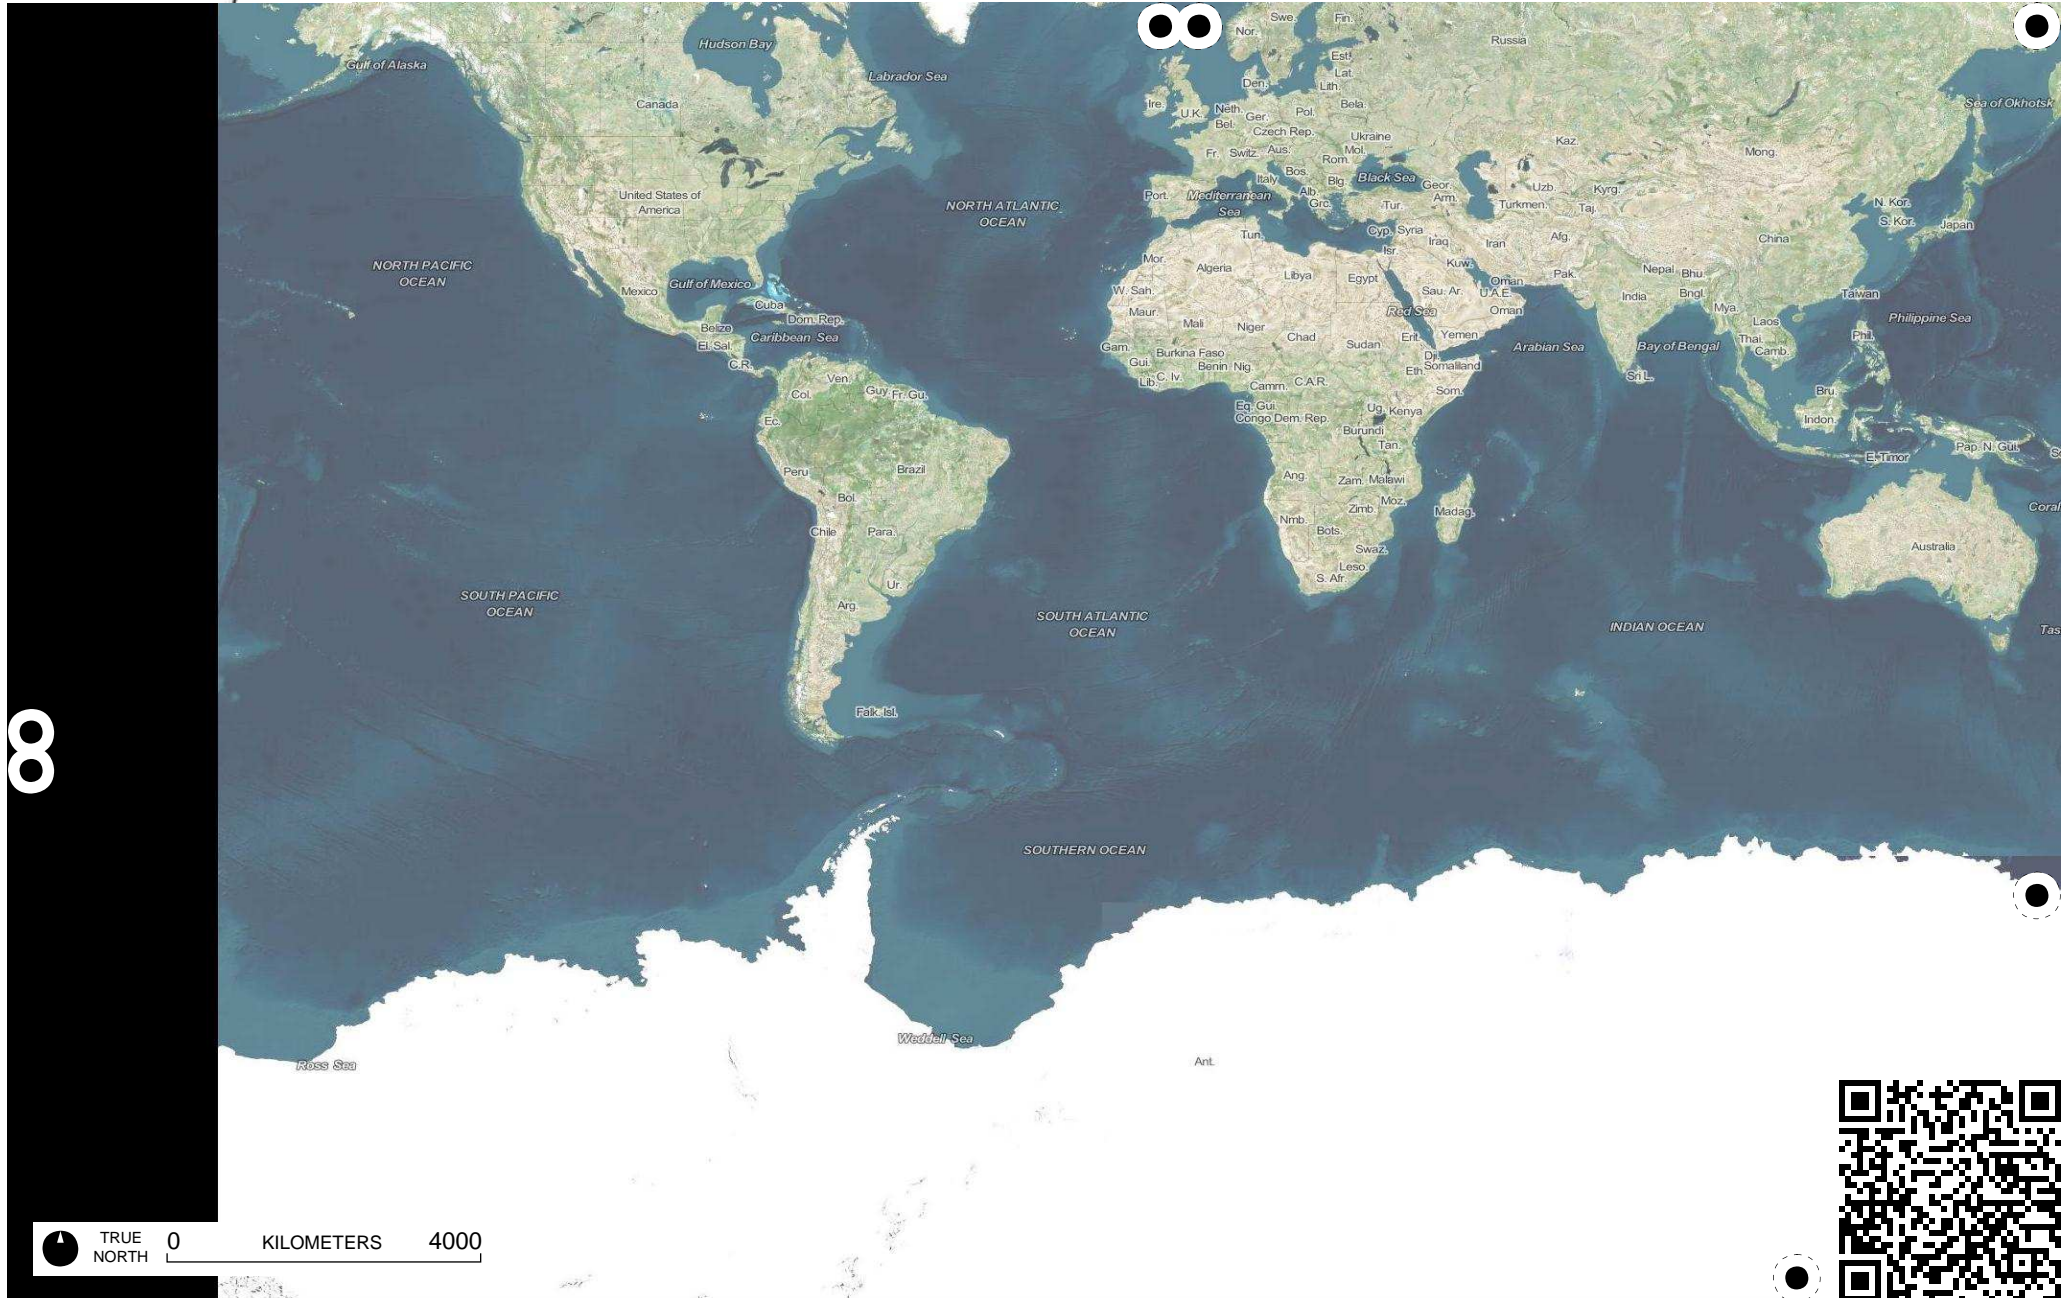 Swe.
Fin.
Nor.
Russia
Hudson Bay
Gulf of Alaska
Est.
Labrador Sea
Lat.
Den.
Lith.
Canada
Ire.
Neth.
Pol.
Bela.
Sea of Okhotsk
U.K.
Ger.
Bel.
Czech Rep.
Ukraine
Kaz.
Fr.
Switz.
Aus.
Mol.
Mong.
Rom.
Bos.
Italy
Blg.
Black Sea
Geor.
Uzb.
Kyrg.
United States of
America
Port.
Mediterranean
Sea
Alb.
Grc.
Tur.
Arm.
Turkmen.
Taj.
N. Kor.
NORTH ATLANTIC
OCEAN
S. Kor.
Japan
Tun.
Cyp.
Syria
Iraq
Iran
Afg.
China
Isr.
NORTH PACIFIC
OCEAN
Mor.
Algeria
Libya
Egypt
Kuw.
Pak.
Nepal
Bhu.
Mexico
Gulf of Mexico
W. Sah.
Sau. Ar.
Oman
U.A.E.
India
Bngl.
Taiwan
Cuba
Maur.
Red Sea
Oman
Mya.
Dom. Rep.
Mali
Niger
Laos
Philippine Sea
Belize
Caribbean Sea
Chad
Sudan
Erit.
Yemen
Thai.
Phil.
El. Sal.
Gam.
Burkina Faso
Dji.
Arabian Sea
Bay of Bengal
Camb.
C.R.
Gui.
Benin
Nig.
Eth.
Somaliland
Lib.
C. Iv.
Camm.
C.A.R.
Sri L.
Ven.
Som.
Col.
Guy.
Fr. Gu.
Bru.
Eq. Gui
Ug.
Kenya
Ec.
Congo
Dem. Rep.
Indon.
Burundi
Tan.
Pap. N. Gui.
E. Timor
Peru
Brazil
Ang.
Zam.
Malawi
Bol.
Moz.
Zimb.
Madag.
Coral
Nmb.
Chile
Para.
Bots.
Swaz.
Australia
Leso.
S. Afr.
Ur.
SOUTH PACIFIC
OCEAN
Arg.
SOUTH ATLANTIC
OCEAN
INDIAN OCEAN
Tas
Falk. Isl.
SOUTHERN OCEAN
Weddell Sea
Ross Sea
Ant.
TRUE
NORTH
0 KILOMETERS 4000